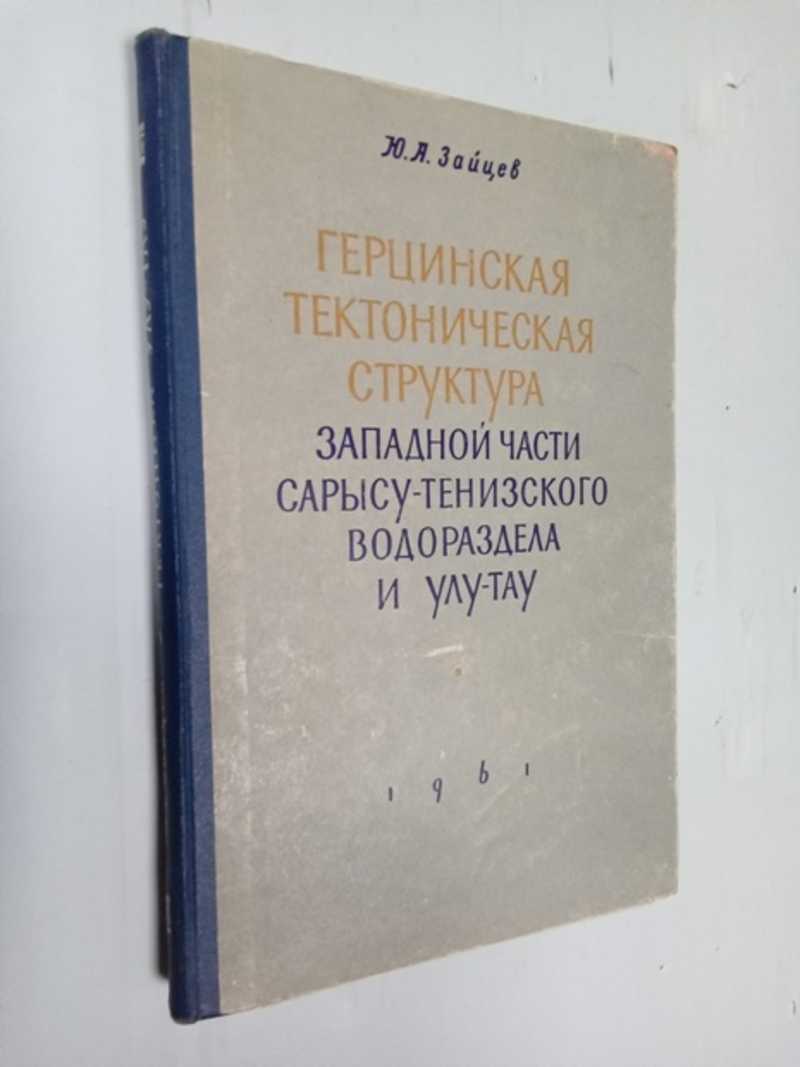 Ю.А. Зайцев
ГЕРЦИНСКАЯ
ТЕКТОНИЧЕСКАЯ
СТРУКТУРА
ЗАПАДНОЙ ЧАСТИ
САРЫСУ-ТЕНИЗСКОГО
ВОДОРАЗДЕЛА
И УЛУ-ТАУ
1961